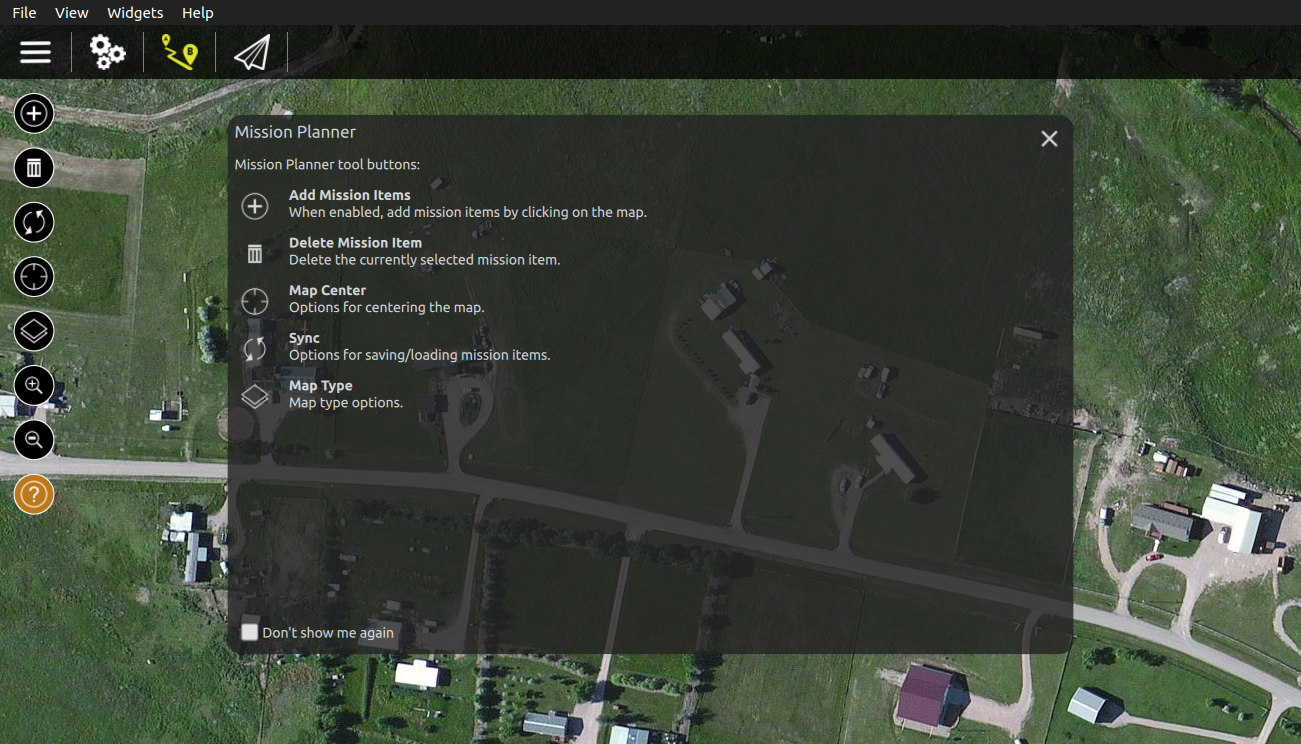 File View Widgets Help
A
B
Mission Planner
Mission Planner tool buttons:
Add Mission Items
When enabled, add mission items by clicking on the map.
Delete Mission Item
Delete the currently selected mission item.
Map Center
Options for centering the map.
Sync
Options for saving/loading mission items.
Map Type
Map type options.
?
Don't show me again